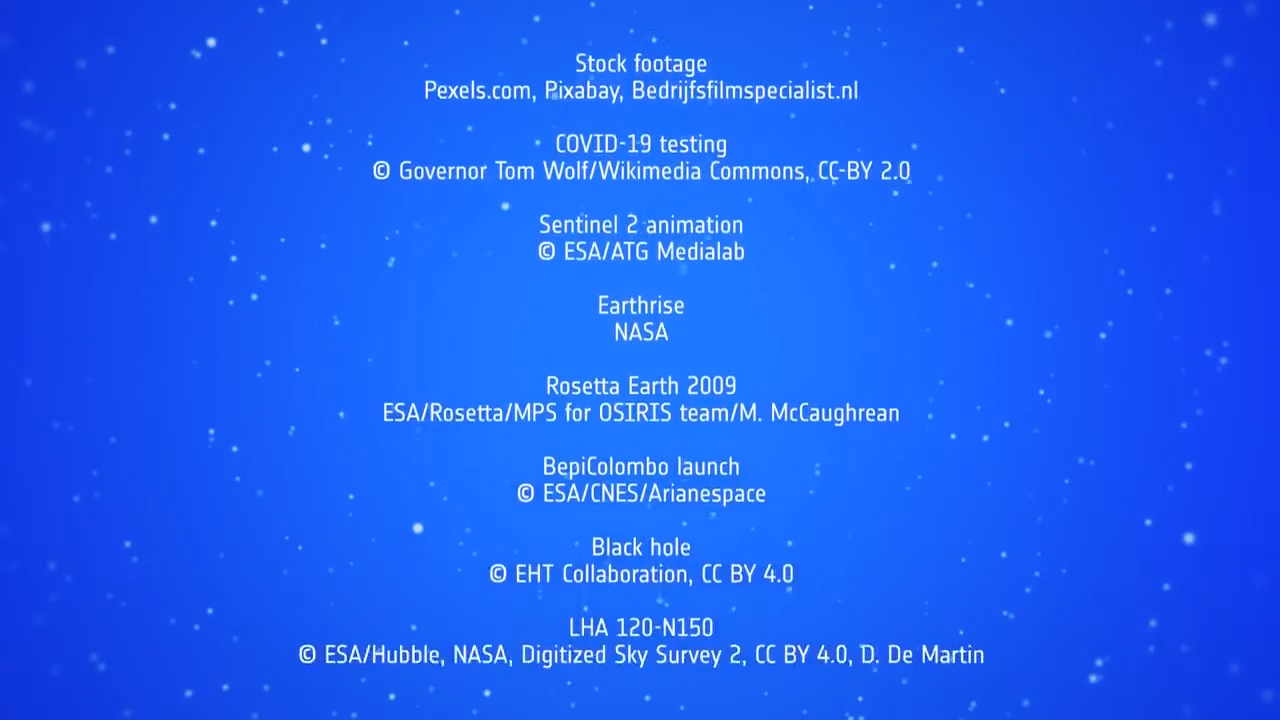 Stock footage
Pexels.com, Pixabay, Bedrijfsfilmspecialist.nl
COVID-19 testing
© Governor Tom Wolf/Wikimedia Commons, CC-BY 2.0
Sentinel 2 animation
© ESA/ATG Medialab
Earthrise
NASA
Rosetta Earth 2009
ESA/Rosetta/MPS for OSIRIS team/M. McCaughrean
BepiColombo launch
© ESA/CNES/Arianespace
Black hole
© EHT Collaboration, CC BY 4.0
LHA 120-N150
© ESA/Hubble, NASA, Digitized Sky Survey 2, CC BY 4.0, D. De Martin